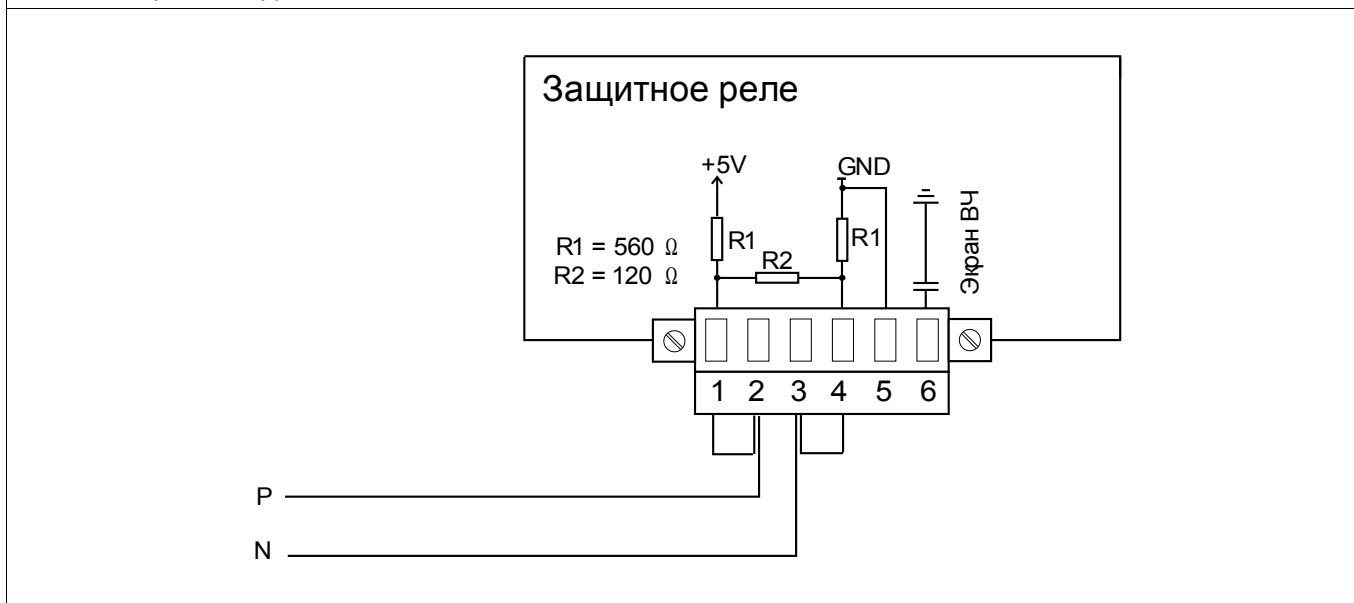 Защитное реле
+5V
GND
R1 = 560 Ω
R2 = 120 Ω
R1
R2
R1
Экран ВЧ
1 2 3 4 5 6
P
N